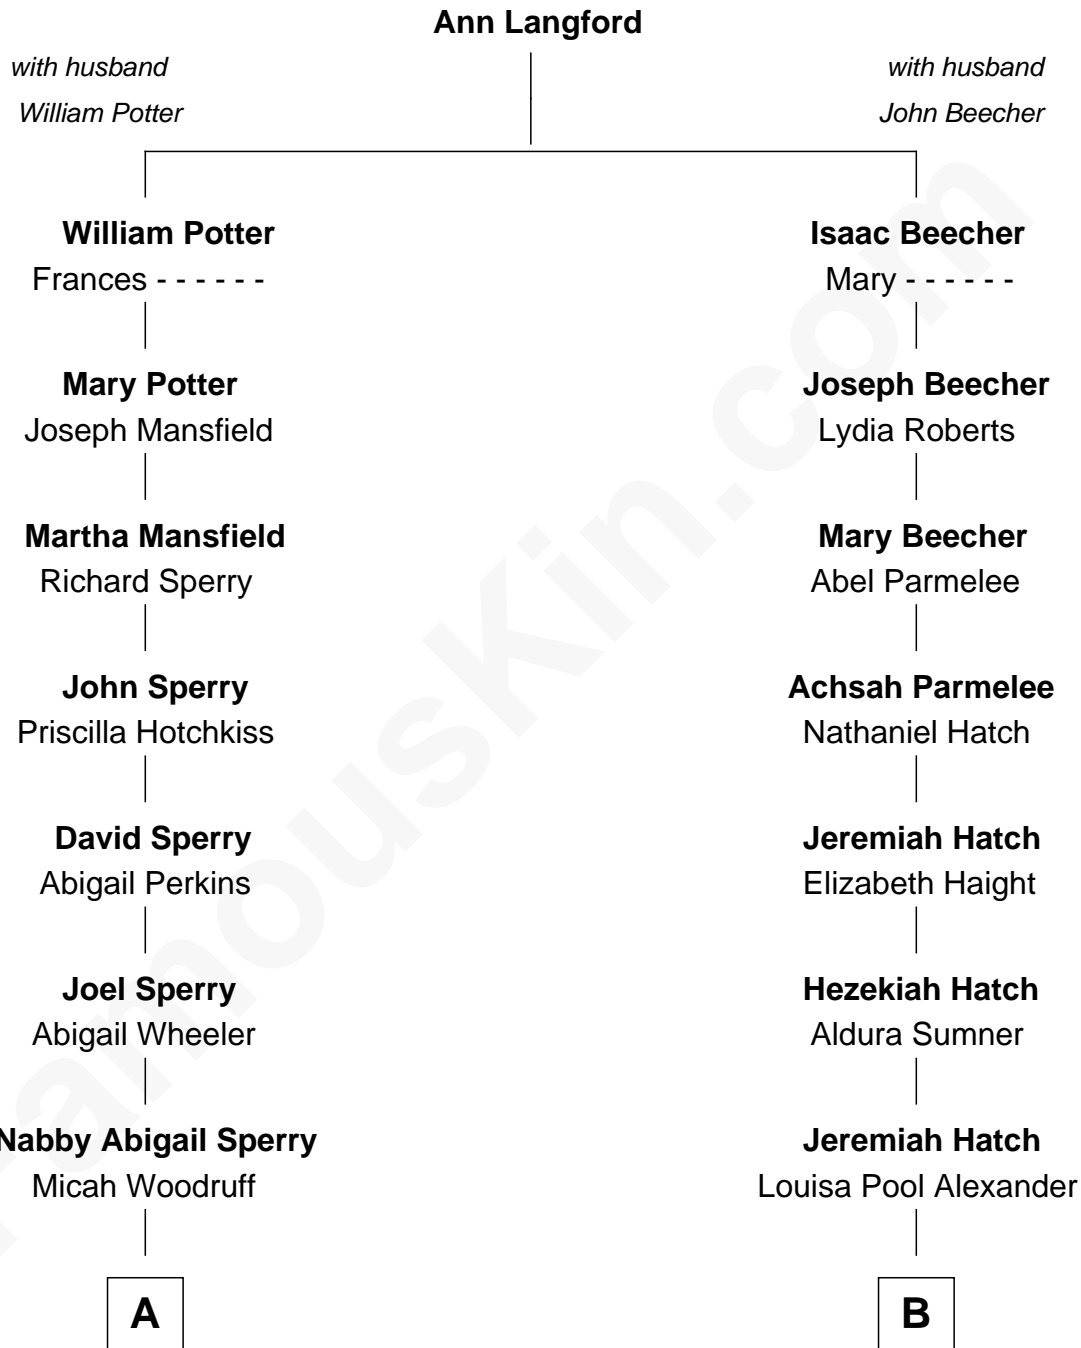 Ann Langford
with husband
William Potter
with husband
John Beecher
William Potter
Frances - - - - - -
Isaac Beecher
Mary - - - - - -
Mary Potter
Joseph Mansfield
Joseph Beecher
Lydia Roberts
Martha Mansfield
Richard Sperry
Mary Beecher
Abel Parmelee
John Sperry
Priscilla Hotchkiss
Achsah Parmelee
Nathaniel Hatch
David Sperry
Abigail Perkins
Jeremiah Hatch
Elizabeth Haight
Joel Sperry
Abigail Wheeler
Hezekiah Hatch
Aldura Sumner
Nabby Abigail Sperry
Micah Woodruff
Jeremiah Hatch
Louisa Pool Alexander
A
B
FamousKin.com